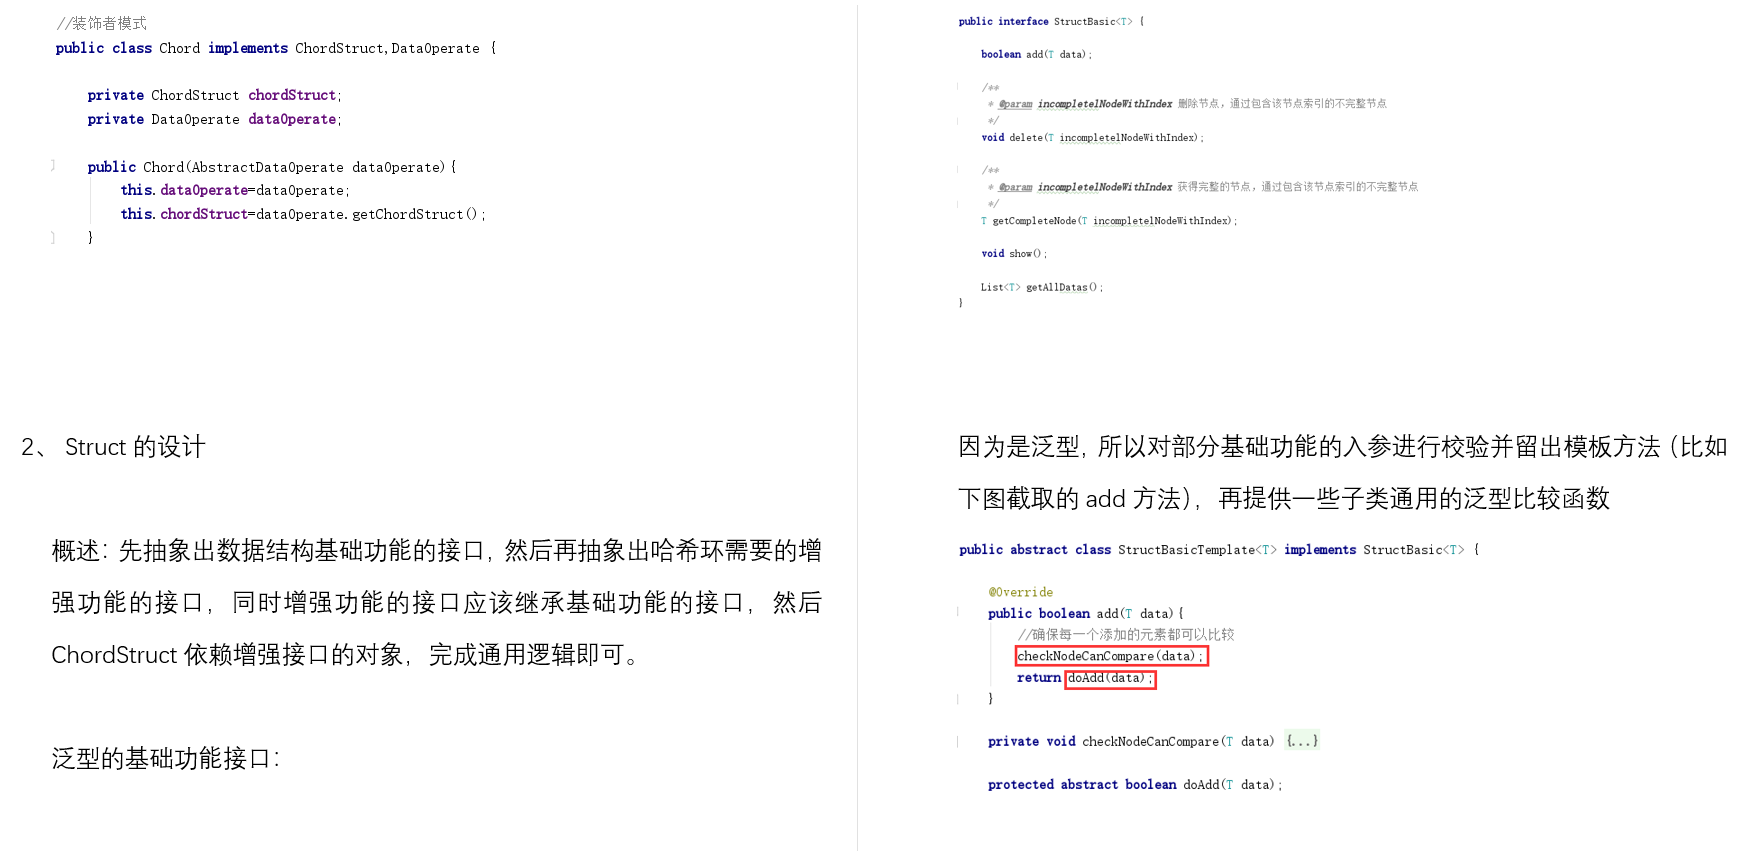 //装饰者模式
public class Chord implements ChordStruct,DataOperate {
private ChordStruct chordStruct;
private DataOperate dataOperate;
public Chord(AbstractDataOperate dataOperate){
this.dataOperate=dataOperate;
this.chordStruct=dataOperate.getChordStruct();
}
2、 Struct 的设计
概述：先抽象出数据结构基础功能的接口，然后再抽象出哈希环需要的增
强功能的接口，同时增强功能的接口应该继承基础功能的接口，然后
ChordStruct 依赖增强接口的对象，完成通用逻辑即可。
泛型的基础功能接口：
public interface StructBasic<T> {
boolean add(T data);
/**
* @param incompletelNodeWithIndex 删除节点，通过包含该节点索引的不完整节点
*/
void delete(T incompletelNodeWithIndex);
/**
* @param incompletelNodeWithIndex 获得完整的节点，通过包含该节点索引的不完整节点
*/
T getCompleteNode(T incompletelNodeWithIndex);
void show();
List<T> getAllDatas();
}
因为是泛型，所以对部分基础功能的入参进行校验并留出模板方法（比如
下图截取的 add 方法），再提供一些子类通用的泛型比较函数
public abstract class StructBasicTemplate<T> implements StructBasic<T> {
@Override
public boolean add(T data){
//确保每一个添加的元素都可以比较
checkNodeCanCompare(data);
return doAdd(data);
}
private void checkNodeCanCompare(T data) {...}
protected abstract boolean doAdd(T data);